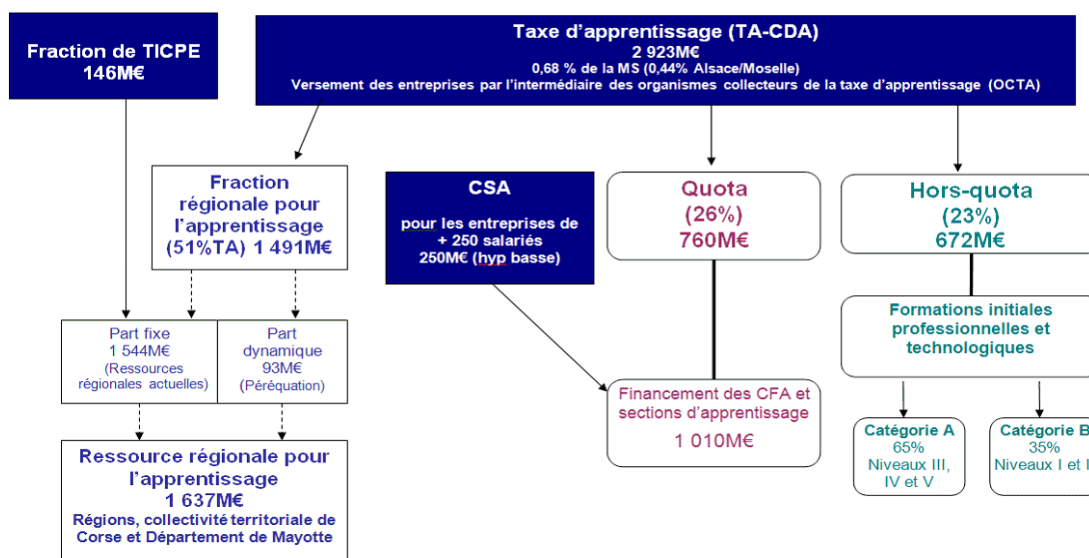 Fraction de TICPE
146M€
Taxe d'apprentissage (TA-CDA)
2 923M€
0,68 % de la MS (0,44% Alsace/Moselle)
Versement des entreprises par l'intermédiaire des organismes collecteurs de la taxe d'apprentissage (OCTA)
Fraction
régionale pour
l'apprentissage
(51%TA) 1 491M€
CSA
pour les entreprises de
+ 250 salariés
250M€ (hyp basse)
Quota
(26%)
760M€
Hors-quota
(23%)
672M€
Part fixe
1 544M€
(Ressources
régionales actuelles)
Part
dynamique
93M€
(Péréquation)
Formations initiales
professionnelles et
technologiques
Financement des CFA et
sections d'apprentissage
1 010M€
Catégorie A
65%
Niveaux III,
IV et V
Catégorie B
35%
Niveaux I et I
Ressource régionale pour
l'apprentissage
1 637M€
Régions, collectivité territoriale de
Corse et Département de Mayotte